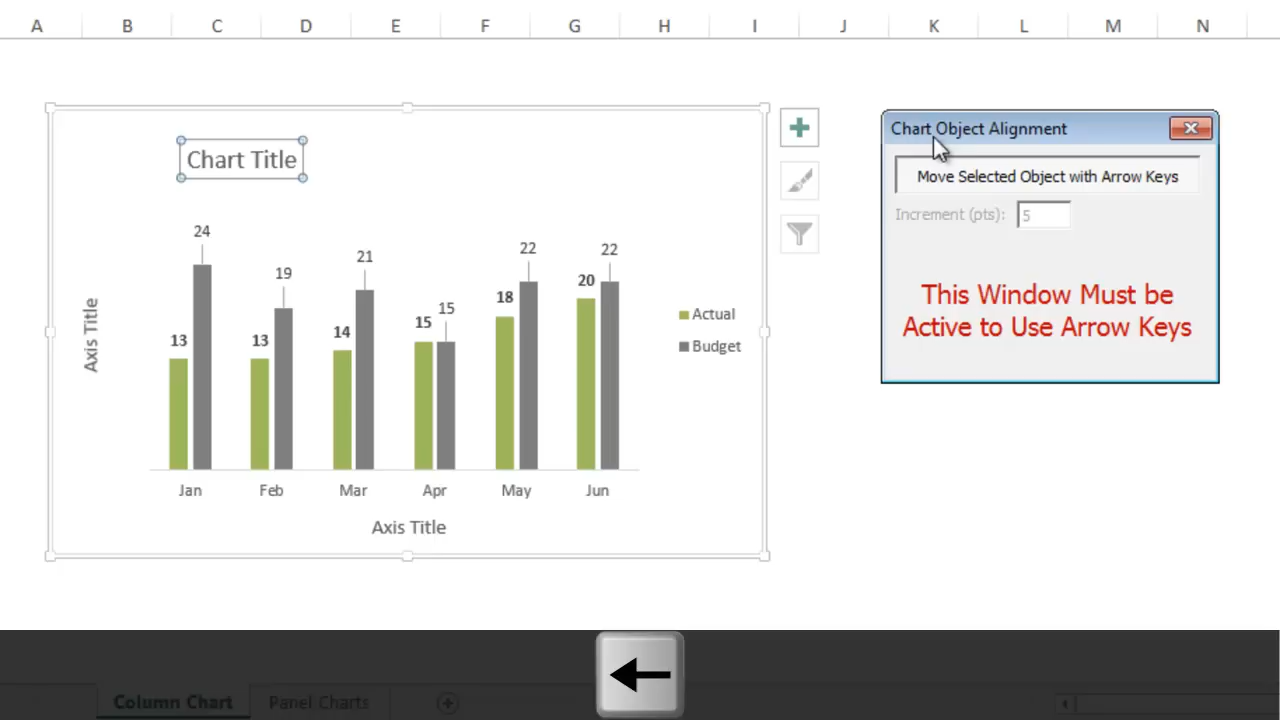 A B C D E F G H I J K L M N
Chart Title
Axis Title
24
19
21
22
22
13
13
14
15
15
18
20
Actual
Budget
Jan Feb Mar Apr May Jun
Axis Title
Chart Object Alignment
Move Selected Object with Arrow Keys
Increment (pts): 5
This Window Must be
Active to Use Arrow Keys
Column Chart Panel Charts